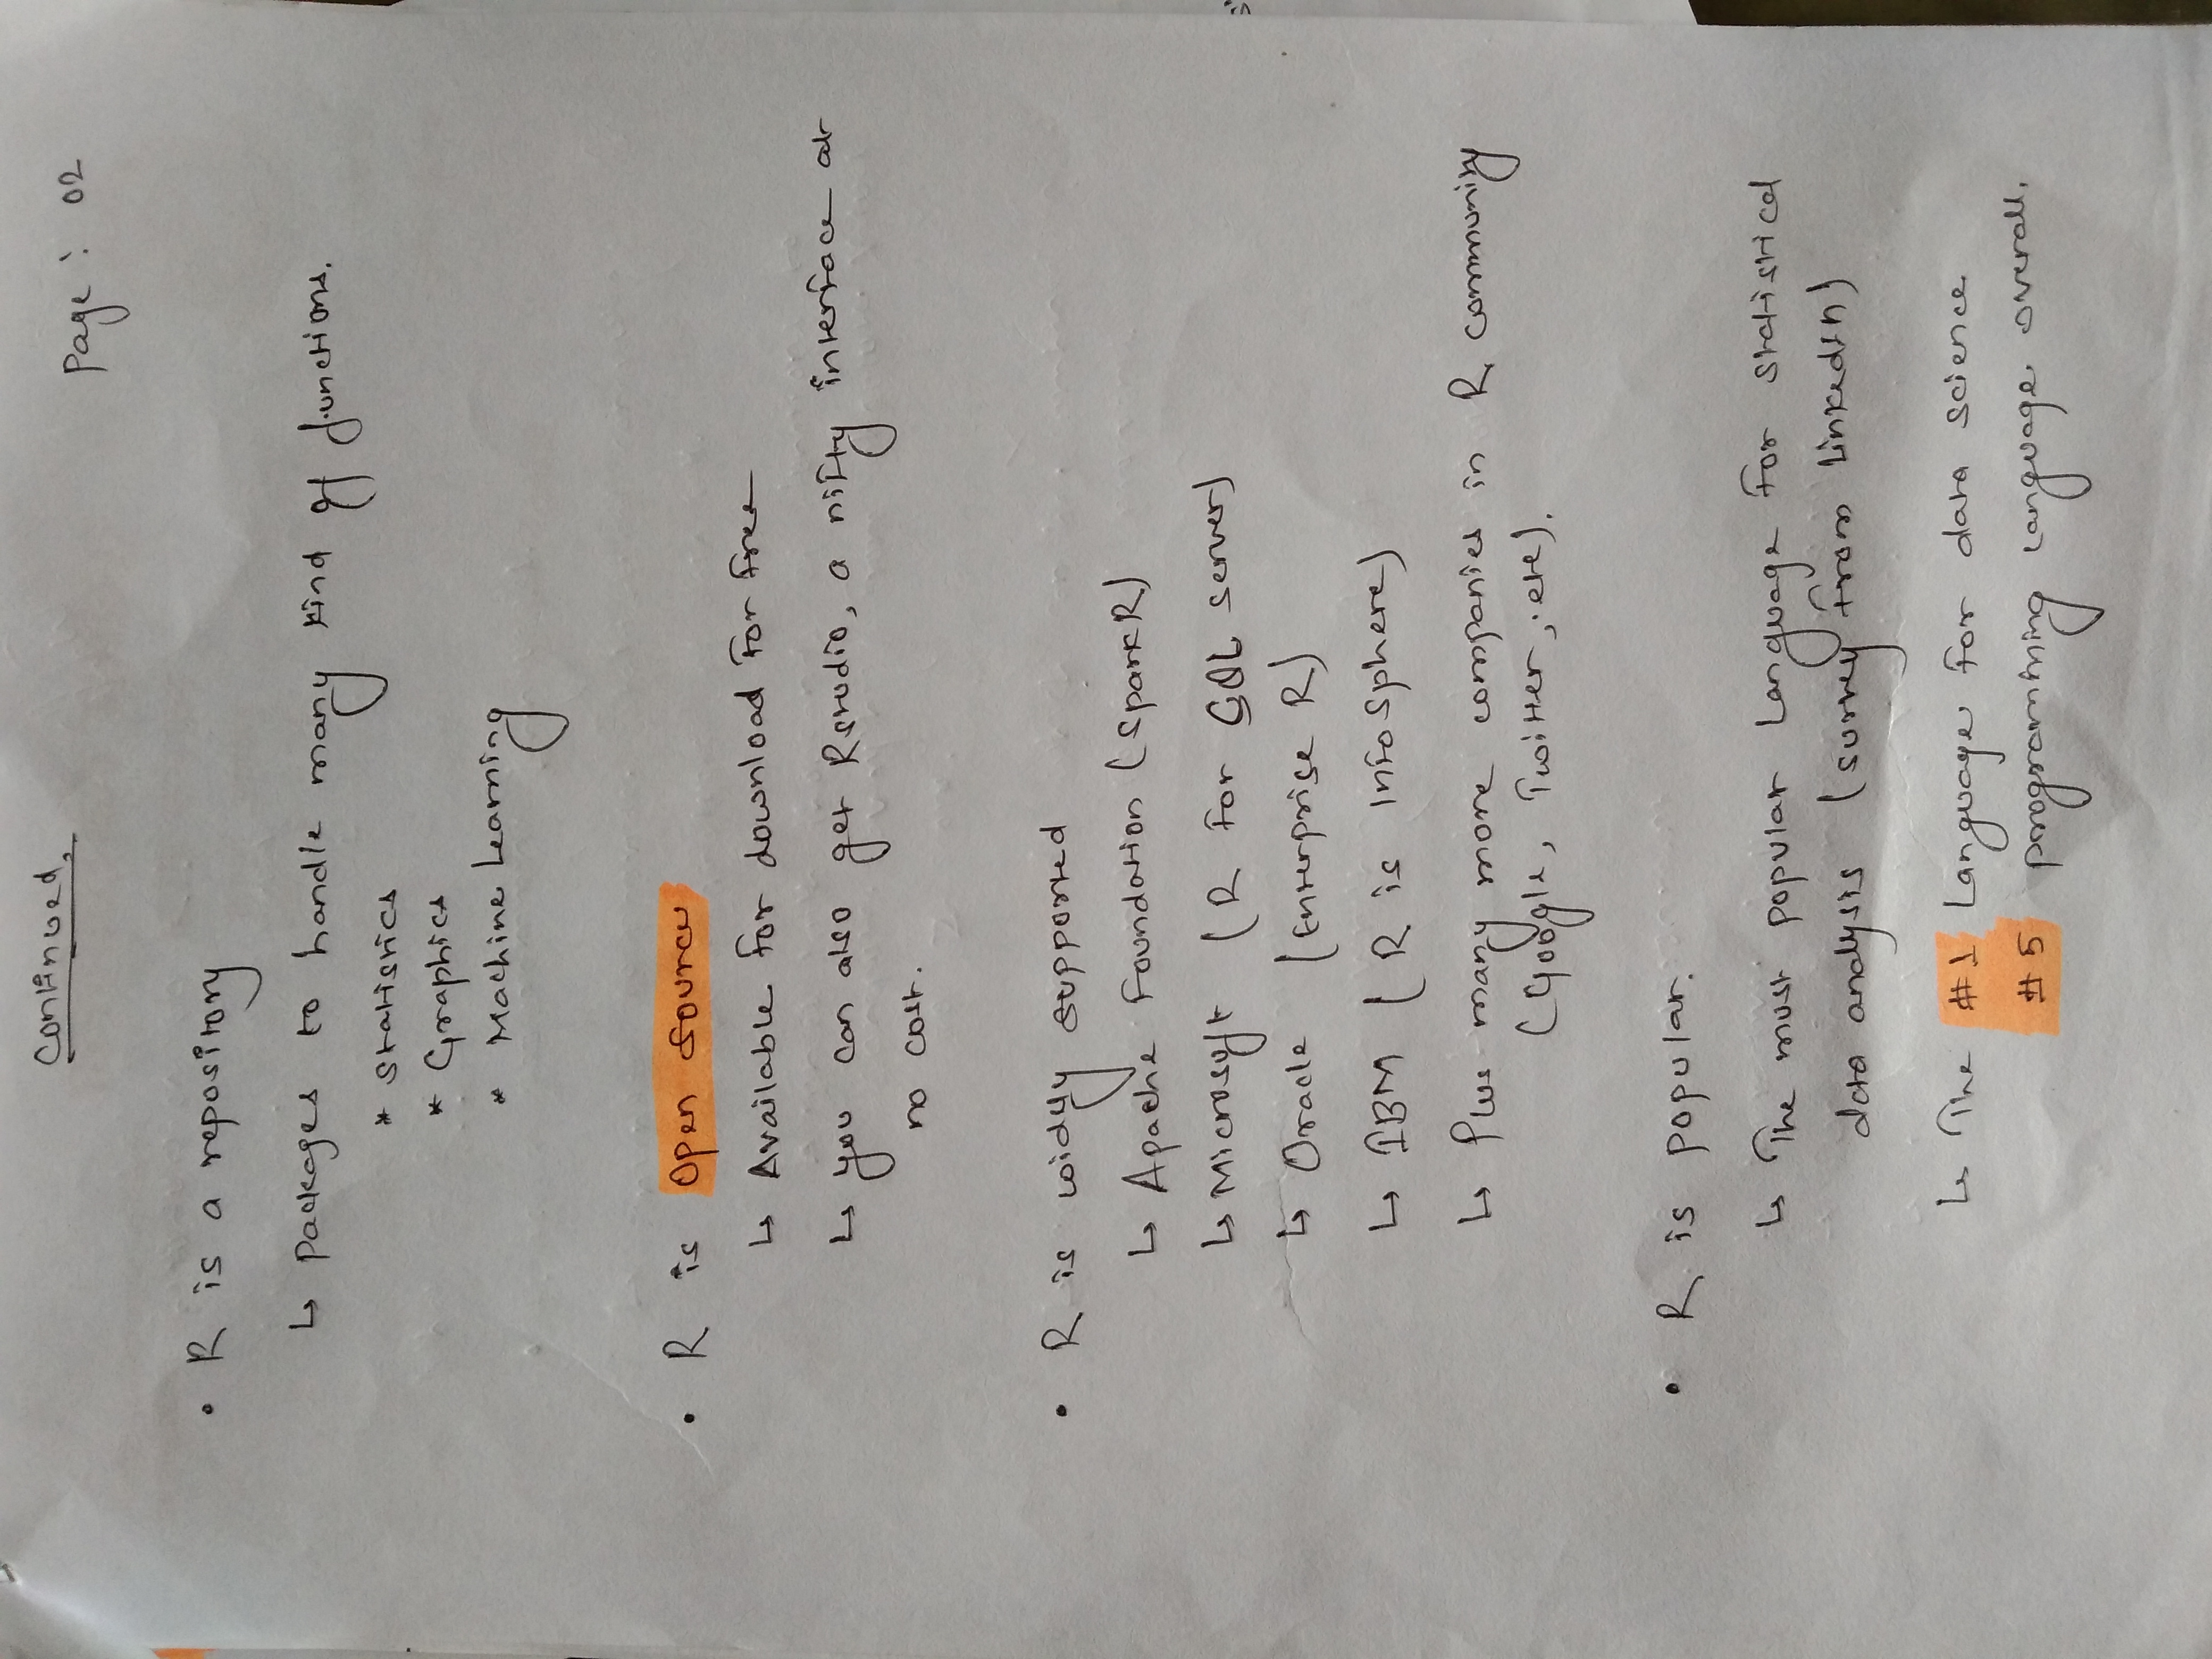 Continued.
Page: 02
• R is a repository
↳ Packages to handle many kind of functions.
* Statistics
* Graphics
* Machine Learning
• R is Open Source
↳ Available for download for free
↳ you can also get Rstudio, a nifty interface at
no cost.
• R is widly supported
↳ Apache Foundation (SparkR)
↳ Microsoft (R for SQL server)
↳ Oracle (Enterprise R)
↳ IBM (R is InfoSphere)
↳ Plus many more companies in R community
(Google, Twitter, etc).
• R is popular.
↳ The must popular Language for statistical
data analysis (survey from LinkedIn)
↳ The #1 Language for data science
#5 programming Language overall.